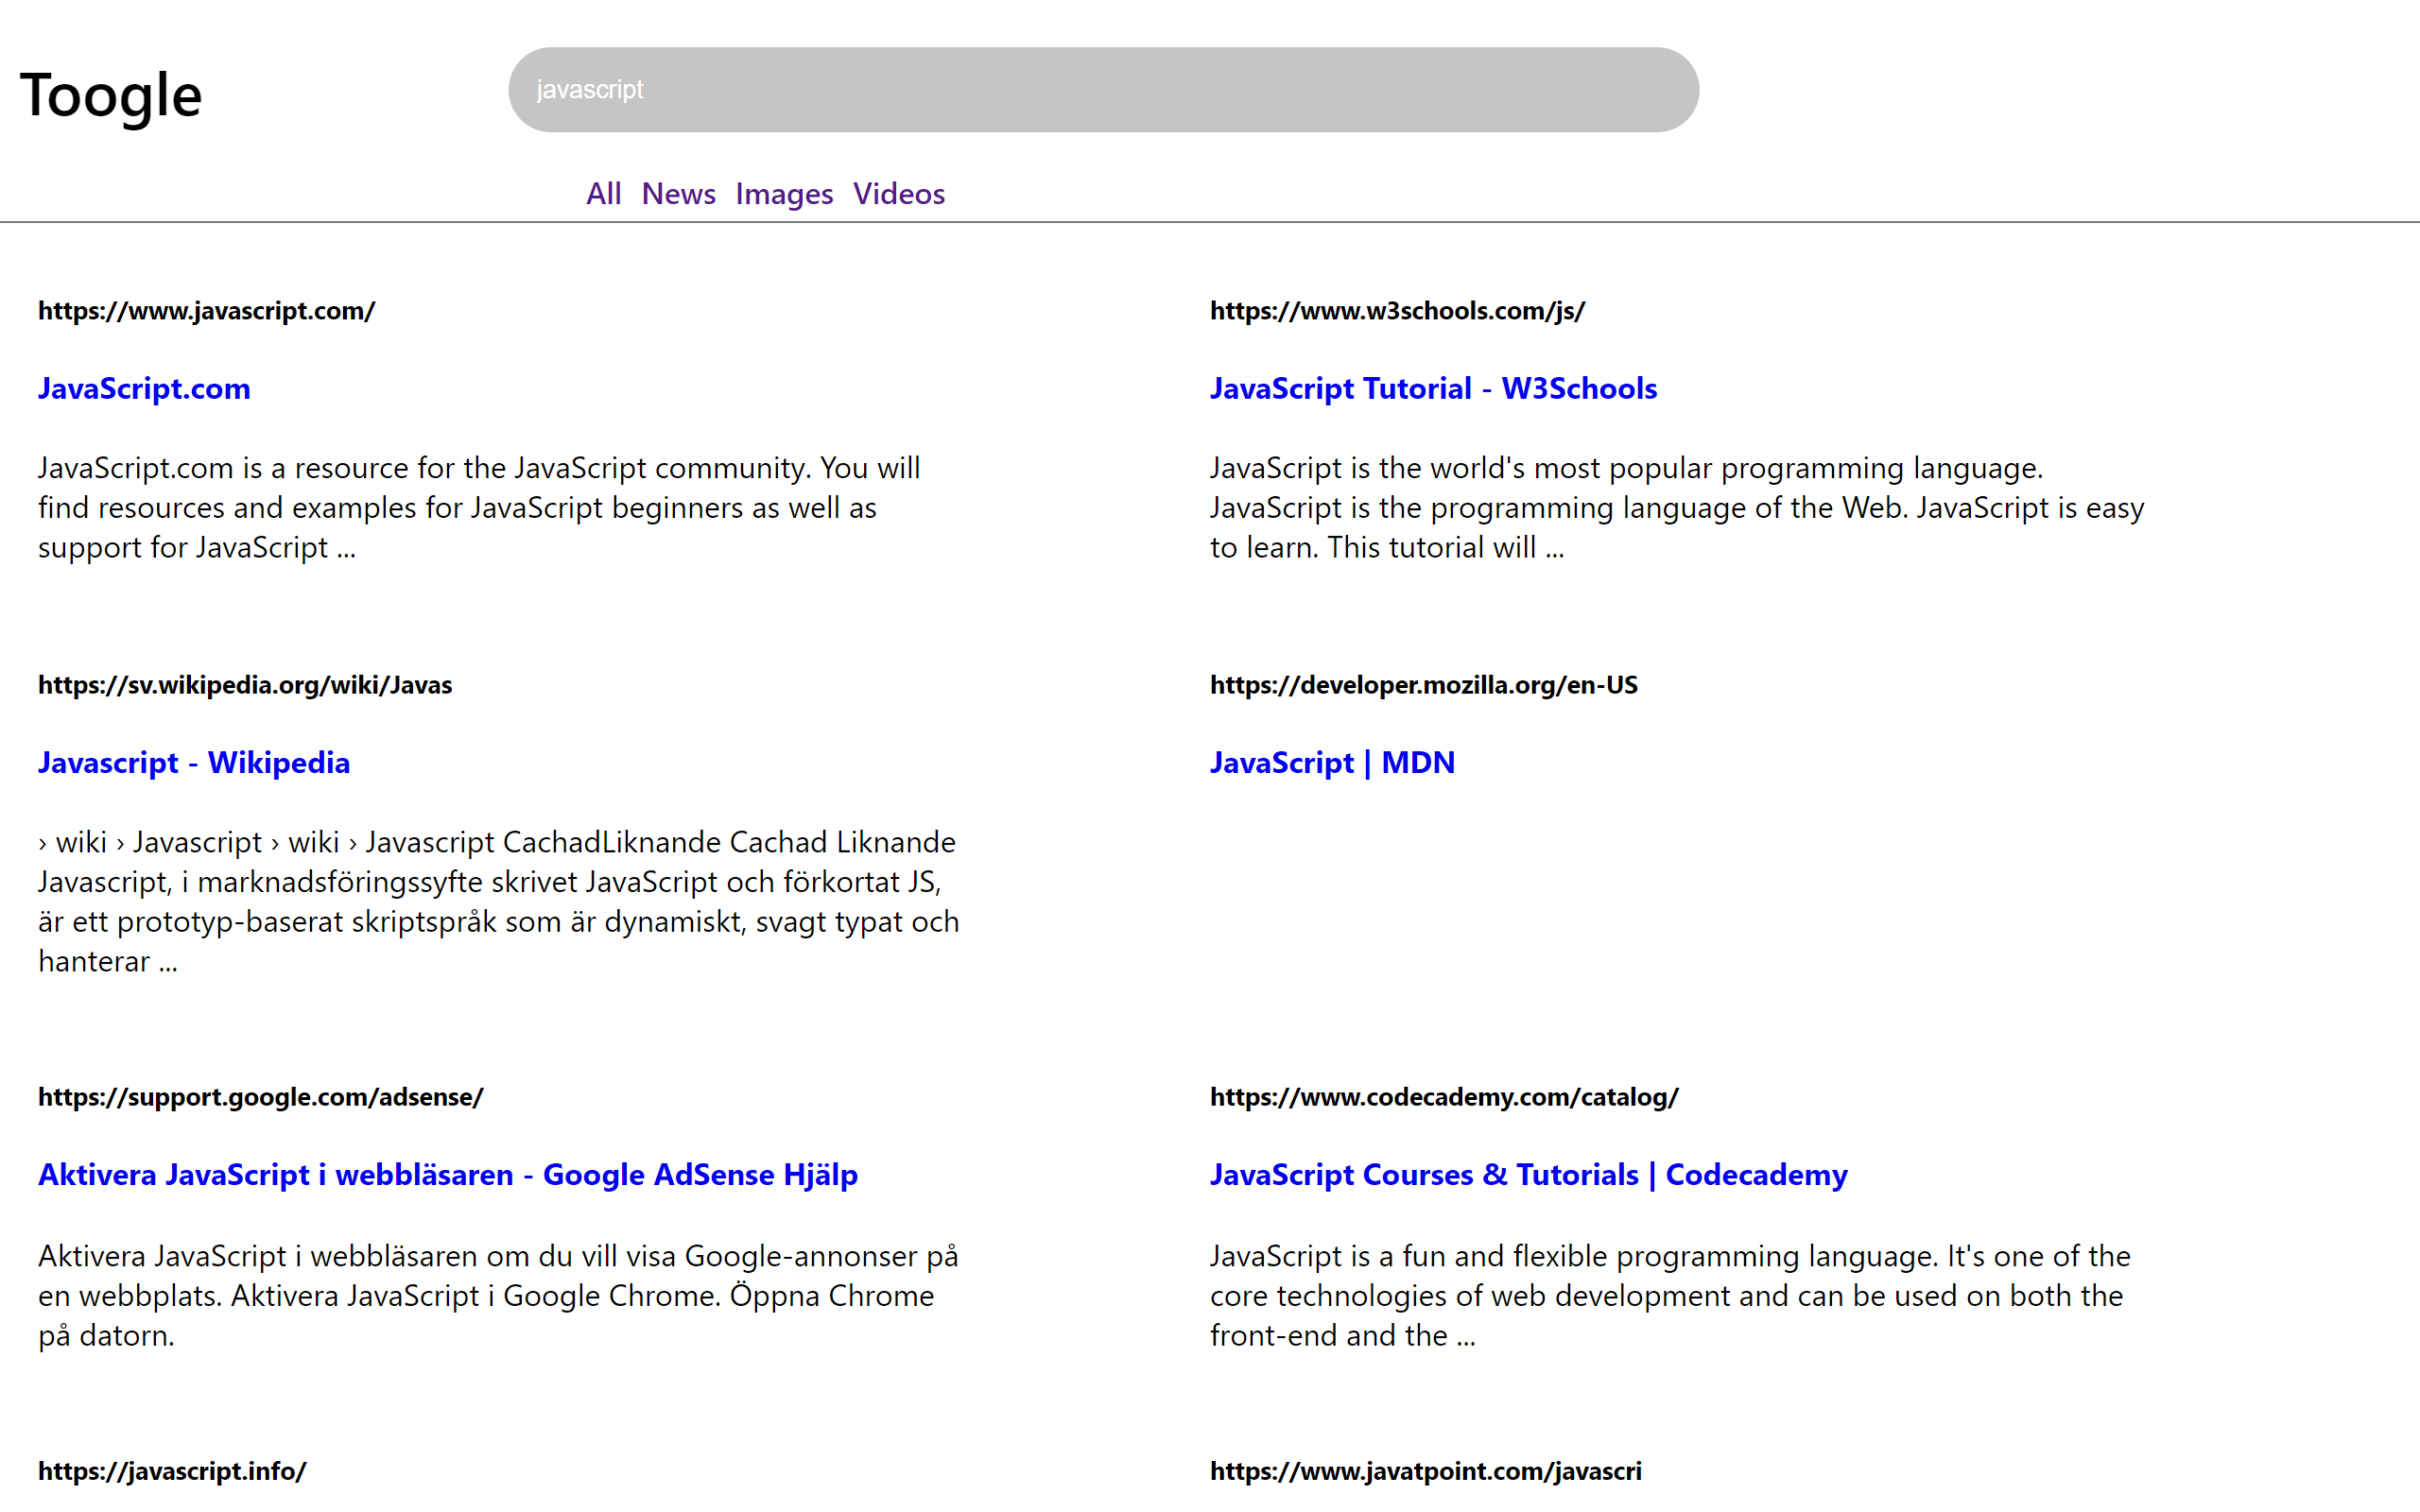 Toogle
javascript
All News Images Videos
https://www.javascript.com/
JavaScript.com
JavaScript.com is a resource for the JavaScript community. You will
find resources and examples for JavaScript beginners as well as
support for JavaScript ...
https://www.w3schools.com/js/
JavaScript Tutorial - W3Schools
JavaScript is the world's most popular programming language.
JavaScript is the programming language of the Web. JavaScript is easy
to learn. This tutorial will ...
https://sv.wikipedia.org/wiki/Javas
Javascript - Wikipedia
› wiki › Javascript › wiki › Javascript CachadLiknande Cachad Liknande
Javascript, i marknadsföringssyfte skrivet JavaScript och förkortat JS,
är ett prototyp-baserat skriptspråk som är dynamiskt, svagt typat och
hanterar ...
https://developer.mozilla.org/en-US
JavaScript | MDN
https://support.google.com/adsense/
Aktivera JavaScript i webbläsaren - Google AdSense Hjälp
Aktivera JavaScript i webbläsaren om du vill visa Google-annonser på
en webbplats. Aktivera JavaScript i Google Chrome. Öppna Chrome
på datorn.
https://www.codecademy.com/catalog/
JavaScript Courses & Tutorials | Codecademy
JavaScript is a fun and flexible programming language. It's one of the
core technologies of web development and can be used on both the
front-end and the ...
https://javascript.info/
https://www.javatpoint.com/javascri